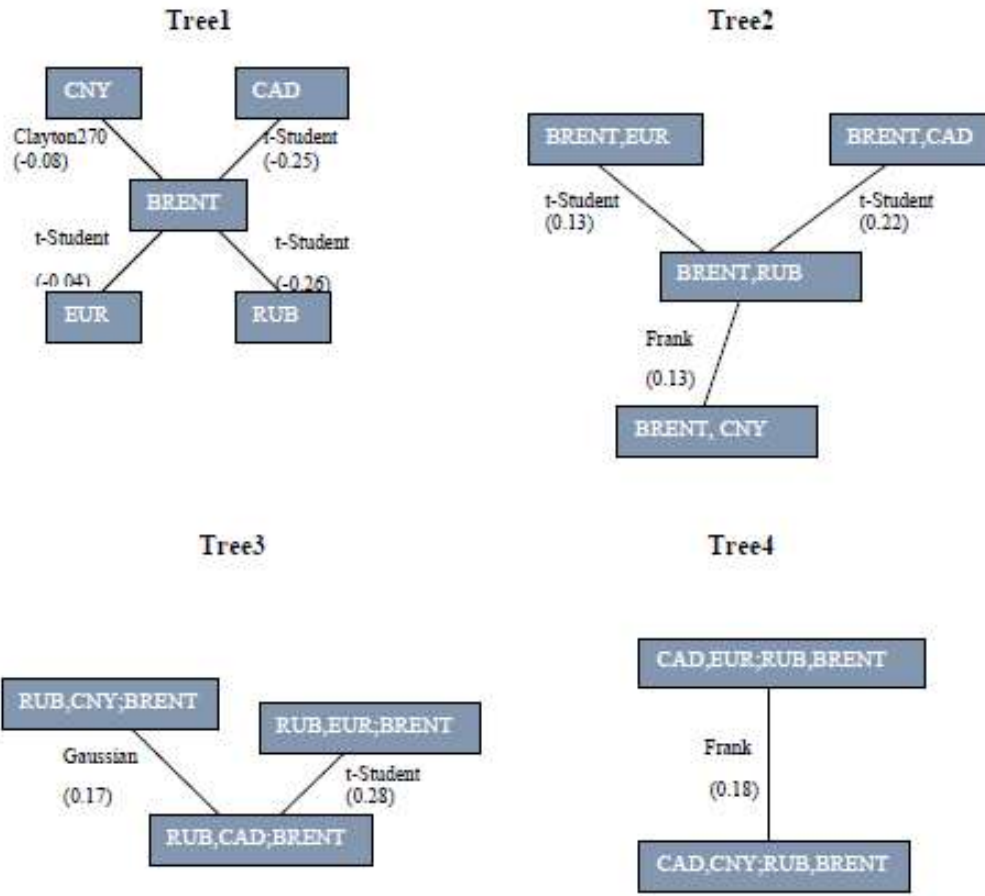 Tree1
Tree2
CNY
CAD
Clayton270
(-0.08)
t-Student
(-0.25)
BRENT
t-Student
(-0.04)
t-Student
(-0.26)
EUR
RUB
BRENT,EUR
BRENT,CAD
t-Student
(0.13)
t-Student
(0.22)
BRENT,RUB
Frank
(0.13)
BRENT, CNY
Tree3
Tree4
RUB,CNY;BRENT
RUB,EUR;BRENT
Gaussian
(0.17)
t-Student
(0.28)
RUB,CAD;BRENT
CAD,EUR;RUB,BRENT
Frank
(0.18)
CAD,CNY;RUB,BRENT